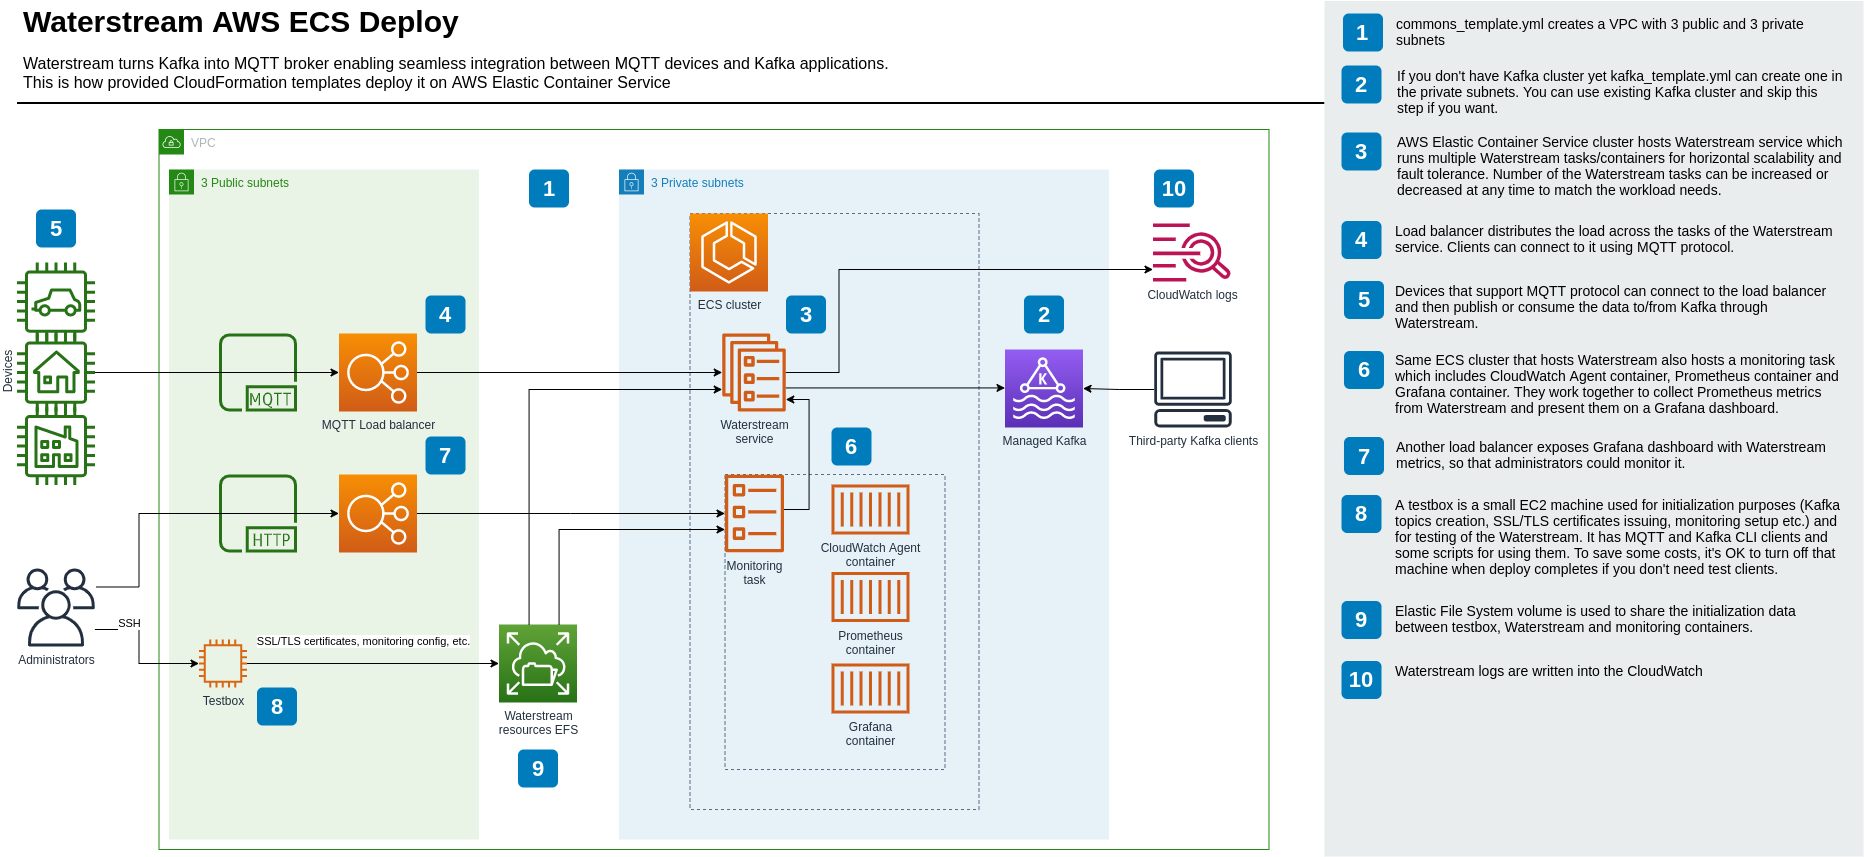 Waterstream AWS ECS Deploy
Waterstream turns Kafka into MQTT broker enabling seamless integration between MQTT devices and Kafka applications.
This is how provided CloudFormation templates deploy it on AWS Elastic Container Service
VPC
3 Public subnets
1
3 Private subnets
10
5
CloudWatch logs
ECS cluster
4
3
2
Devices
MQTT
MQTT Load balancer
Waterstream
service
Managed Kafka
Third-party Kafka clients
7
6
HTTP
CloudWatch Agent
container
Monitoring
task
SSH
Prometheus
container
SSL/TLS certificates, monitoring config, etc.
Administrators
Testbox
8
Waterstream
resources EFS
Grafana
container
9
1
commons_template.yml creates a VPC with 3 public and 3 private
subnets
2
If you don't have Kafka cluster yet kafka_template.yml can create one in
the private subnets. You can use existing Kafka cluster and skip this
step if you want.
3
AWS Elastic Container Service cluster hosts Waterstream service which
runs multiple Waterstream tasks/containers for horizontal scalability and
fault tolerance. Number of the Waterstream tasks can be increased or
decreased at any time to match the workload needs.
4
Load balancer distributes the load across the tasks of the Waterstream
service. Clients can connect to it using MQTT protocol.
5
Devices that support MQTT protocol can connect to the load balancer
and then publish or consume the data to/from Kafka through
Waterstream.
6
Same ECS cluster that hosts Waterstream also hosts a monitoring task
which includes CloudWatch Agent container, Prometheus container and
Grafana container. They work together to collect Prometheus metrics
from Waterstream and present them on a Grafana dashboard.
7
Another load balancer exposes Grafana dashboard with Waterstream
metrics, so that administrators could monitor it.
8
A testbox is a small EC2 machine used for initialization purposes (Kafka
topics creation, SSL/TLS certificates issuing, monitoring setup etc.) and
for testing of the Waterstream. It has MQTT and Kafka CLI clients and
some scripts for using them. To save some costs, it's OK to turn off that
machine when deploy completes if you don't need test clients.
9
Elastic File System volume is used to share the initialization data
between testbox, Waterstream and monitoring containers.
10
Waterstream logs are written into the CloudWatch
K